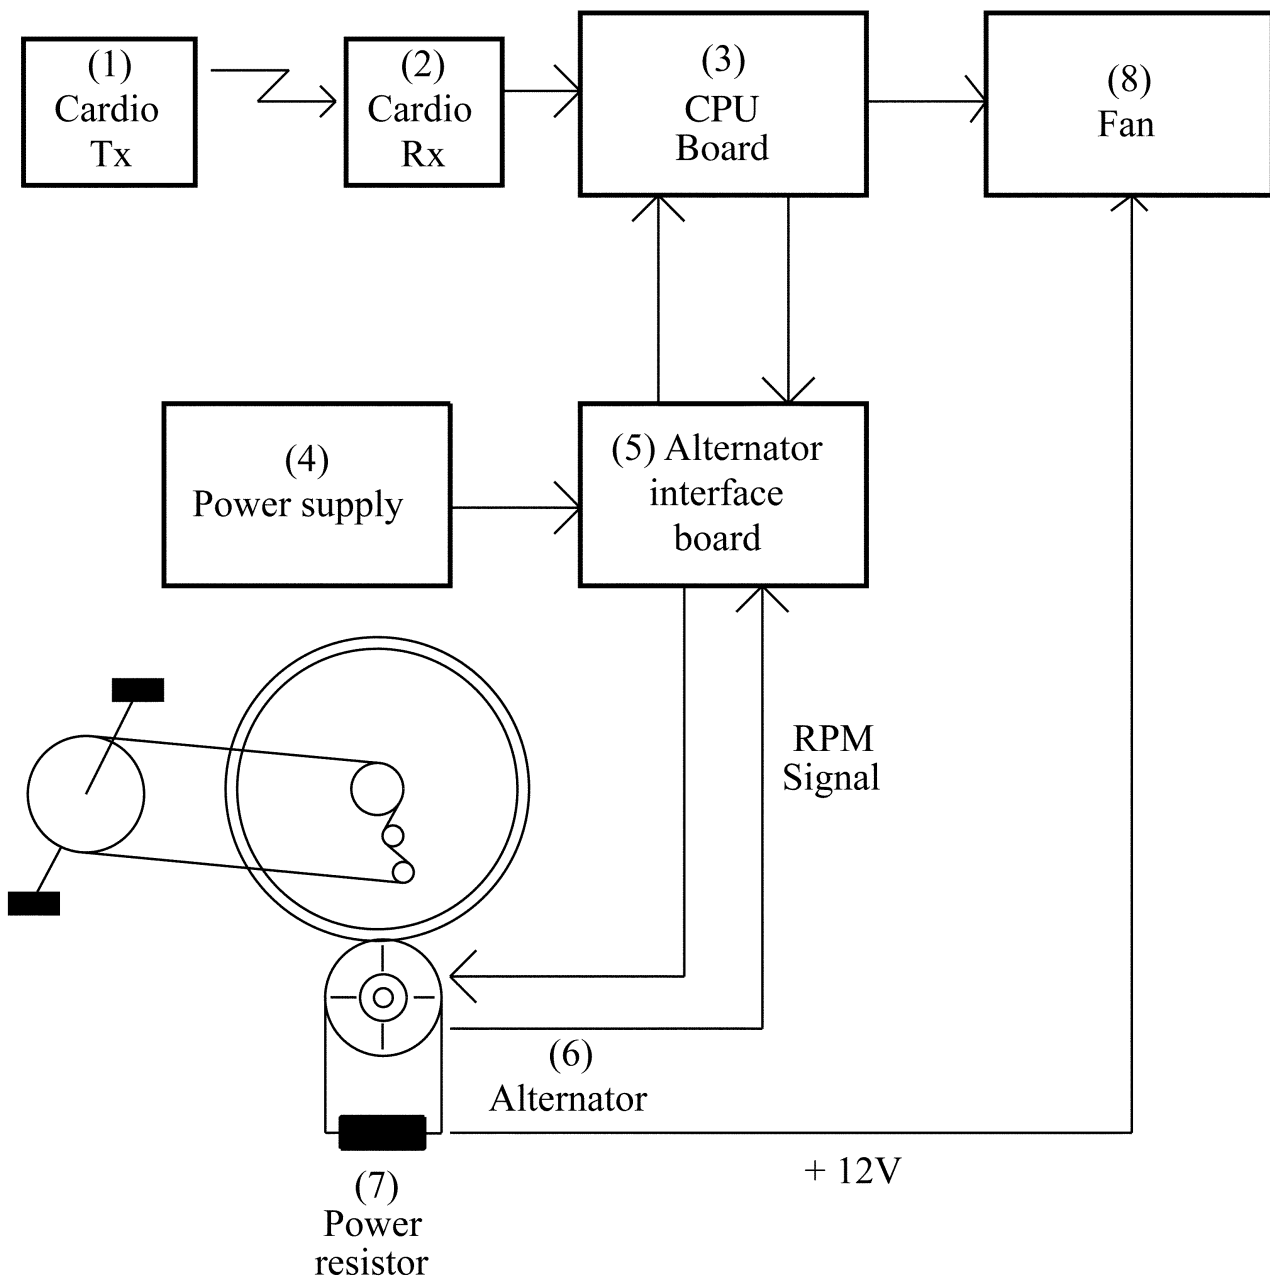 (1)
Cardio
Tx
(2)
Cardio
Rx
(3)
CPU
Board
(8)
Fan
(4)
Power supply
(5) Alternator
interface
board
RPM
Signal
(6)
Alternator
+ 12V
(7)
Power
resistor